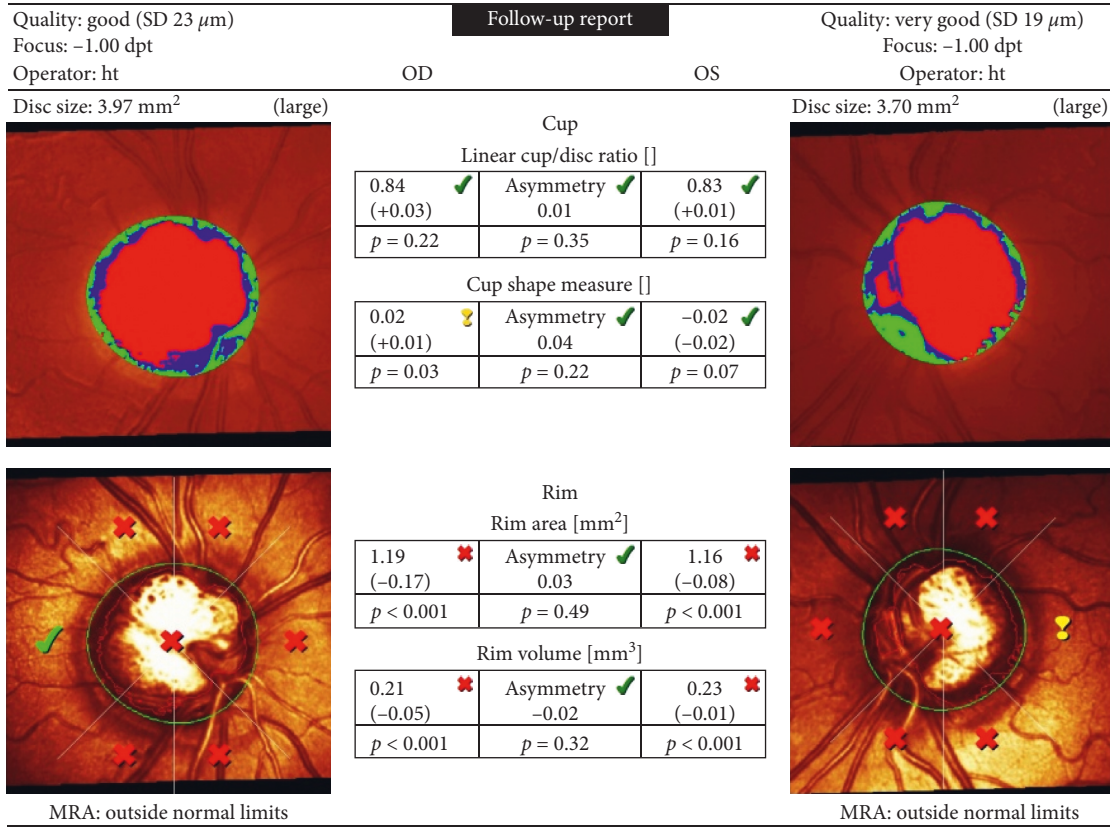 Quality: good (SD 23 μm)
Focus: –1.00 dpt
Operator: ht
Follow-up report
OD
OS
Quality: very good (SD 19 μm)
Focus: –1.00 dpt
Operator: ht
Disc size: 3.97 mm² (large)
Disc size: 3.70 mm² (large)
Cup
Linear cup/disc ratio []
0.84 Asymmetry 0.83
(+0.03) 0.01 (+0.01)
p = 0.22 p = 0.35 p = 0.16
Cup shape measure []
0.02 Asymmetry –0.02
(+0.01) 0.04 (–0.02)
p = 0.03 p = 0.22 p = 0.07
Rim
Rim area [mm²]
1.19 Asymmetry 1.16
(–0.17) 0.03 (–0.08)
p < 0.001 p = 0.49 p < 0.001
Rim volume [mm³]
0.21 Asymmetry 0.23
(–0.05) –0.02 (–0.01)
p < 0.001 p = 0.32 p < 0.001
MRA: outside normal limits
MRA: outside normal limits